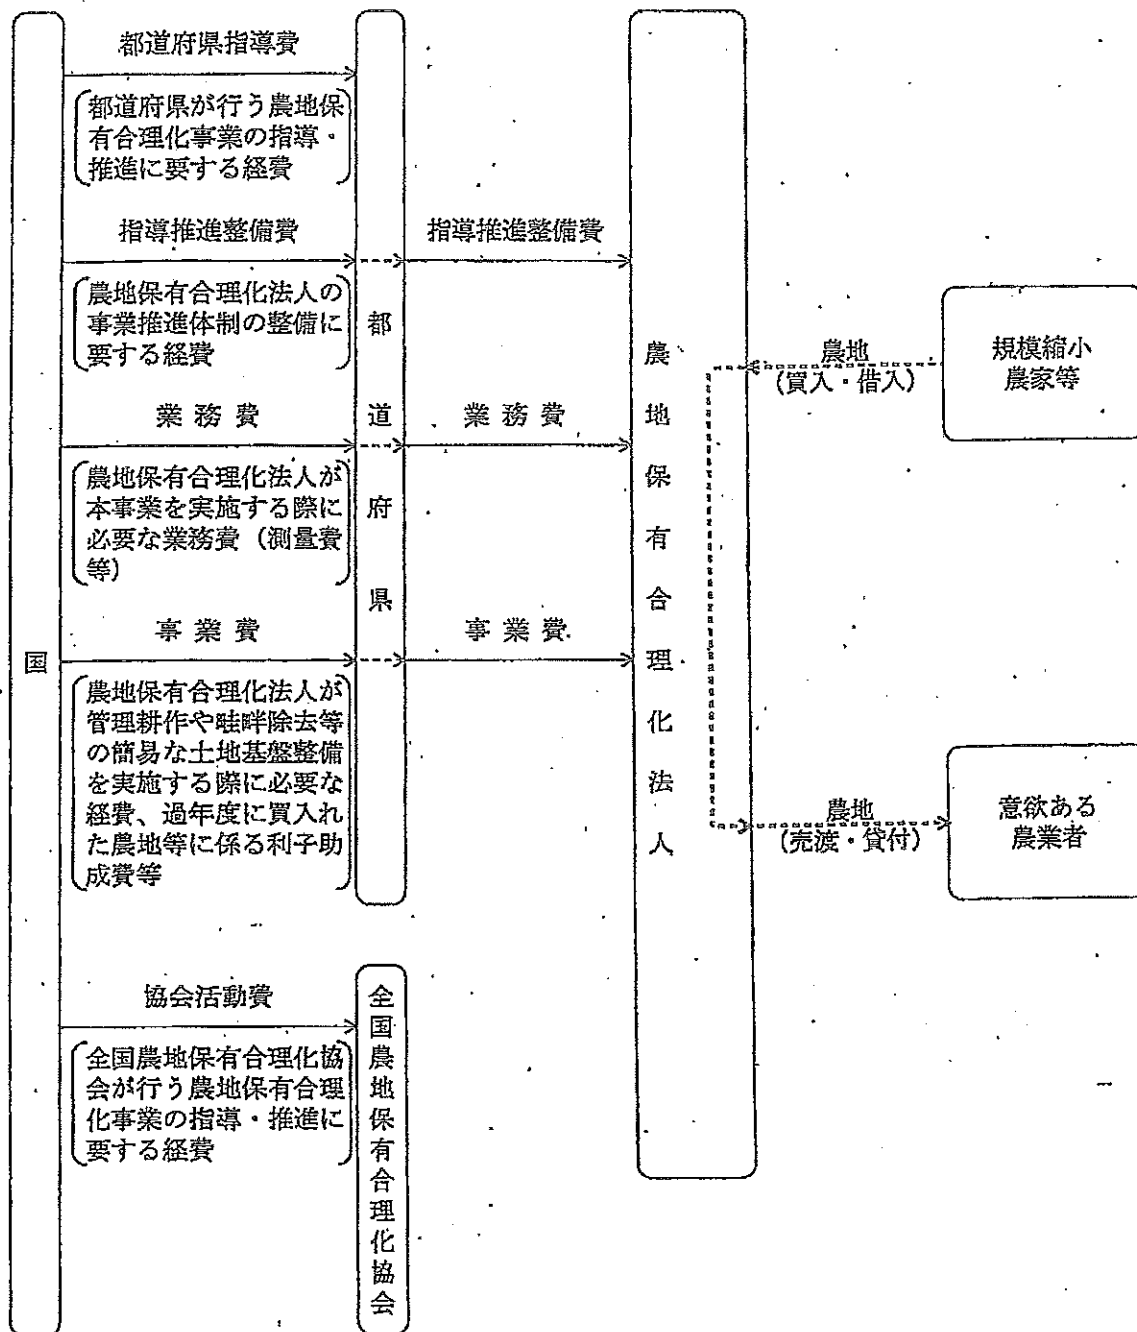 国
都道府県指導費
都道府県が行う農地保
有合理化事業の指導・
推進に要する経費
指導推進整備費
農地保有合理化法人の
事業推進体制の整備に
要する経費
業務費
農地保有合理化法人が
本事業を実施する際に
必要な業務費（測量費
等）
事業費
農地保有合理化法人が
管理耕作や畦畔除去等
の簡易な土地基盤整備
を実施する際に必要な
経費、過年度に買入れ
た農地等に係る利子助
成費等
協会活動費
全国農地保有合理化協
会が行う農地保有合理
化事業の指導・推進に
要する経費
都道府県
全国農地保有合理化協会
指導推進整備費
業務費
事業費
農地保有合理化法人
農地
(買入・借入)
規模縮小
農家等
農地
(売渡・貸付)
意欲ある
農業者